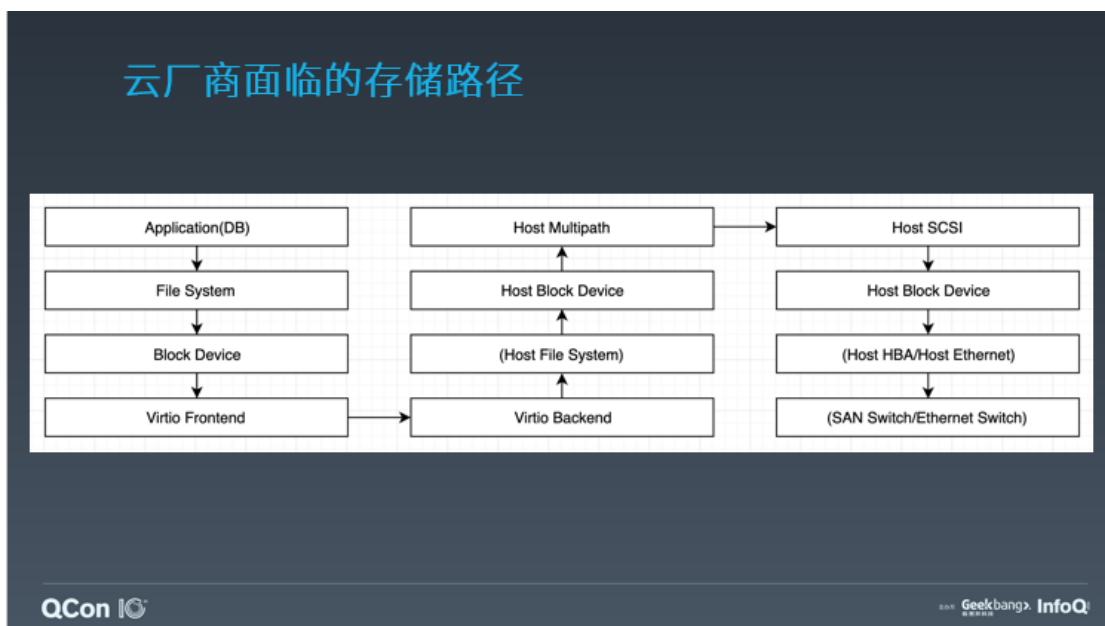 云厂商面临的存储路径
Application(DB)
File System
Block Device
Virtio Frontend
Virtio Backend
(Host File System)
Host Block Device
Host Multipath
Host SCSI
Host Block Device
(Host HBA/Host Ethernet)
(SAN Switch/Ethernet Switch)
QCon 10
Geekbang>. InfoQ